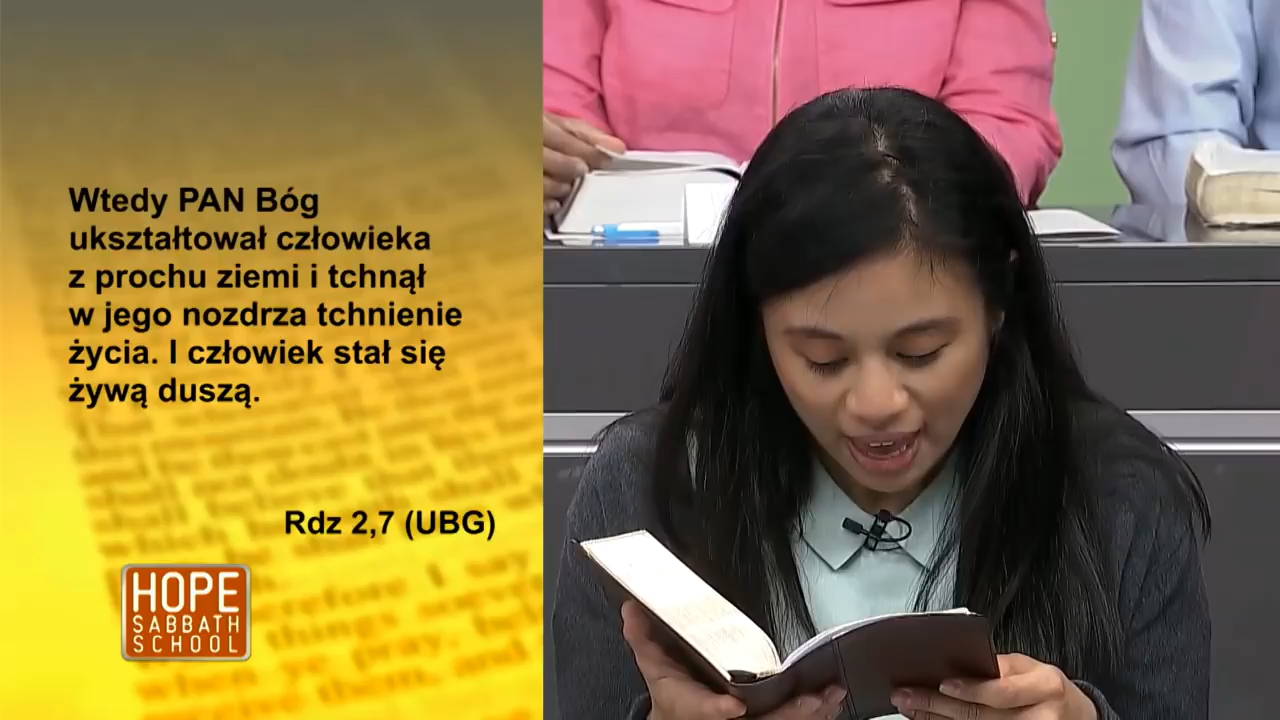 Wtedy PAN Bóg
ukształtował człowieka
z prochu ziemi i tchnął
w jego nozdrza tchnienie
życia. I człowiek stał się
żywą duszą.
Rdz 2,7 (UBG)
HOPE
SABBATH
SCHOOL